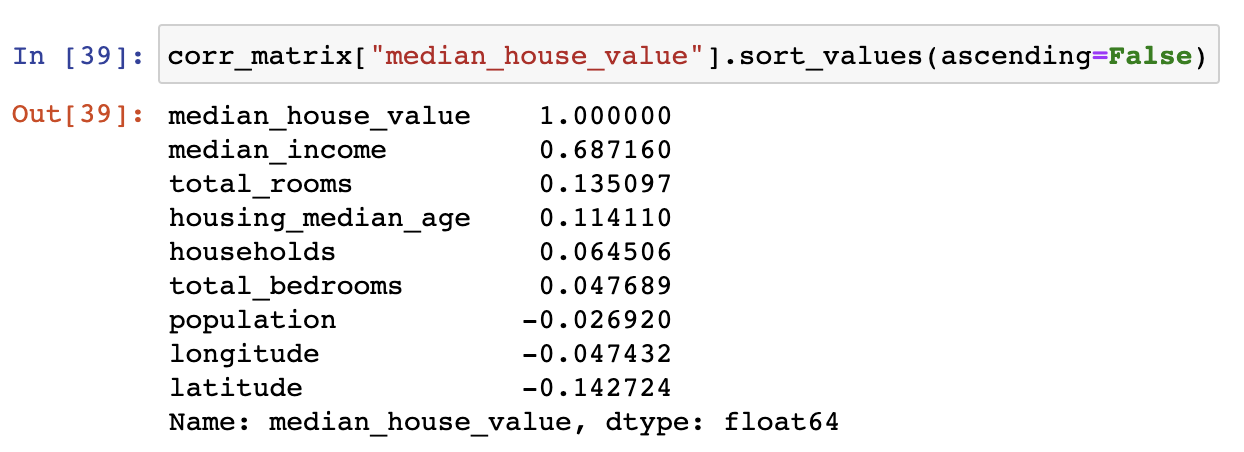 In [39]: corr_matrix["median_house_value"].sort_values(ascending=False)
Out[39]: median_house_value    1.000000
median_income         0.687160
total_rooms           0.135097
housing_median_age    0.114110
households            0.064506
total_bedrooms        0.047689
population           -0.026920
longitude            -0.047432
latitude             -0.142724
Name: median_house_value, dtype: float64